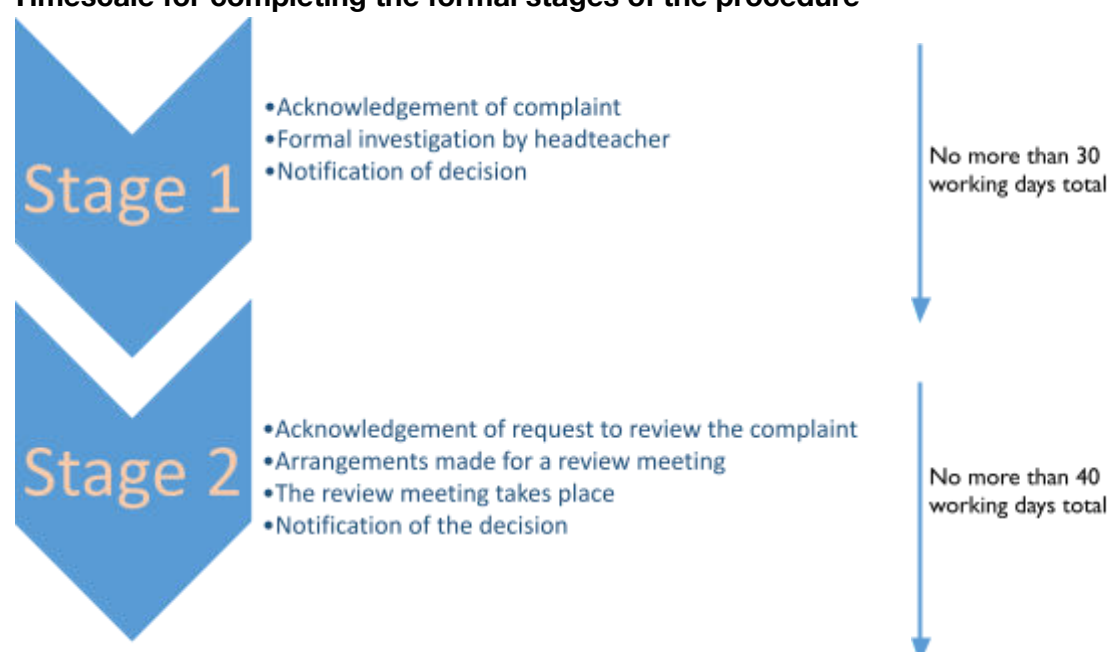 Timescale for completing the formal stages of the procedure
Stage 1
•Acknowledgement of complaint
•Formal investigation by headteacher
•Notification of decision
No more than 30
working days total
Stage 2
•Acknowledgement of request to review the complaint
•Arrangements made for a review meeting
•The review meeting takes place
•Notification of the decision
No more than 40
working days total